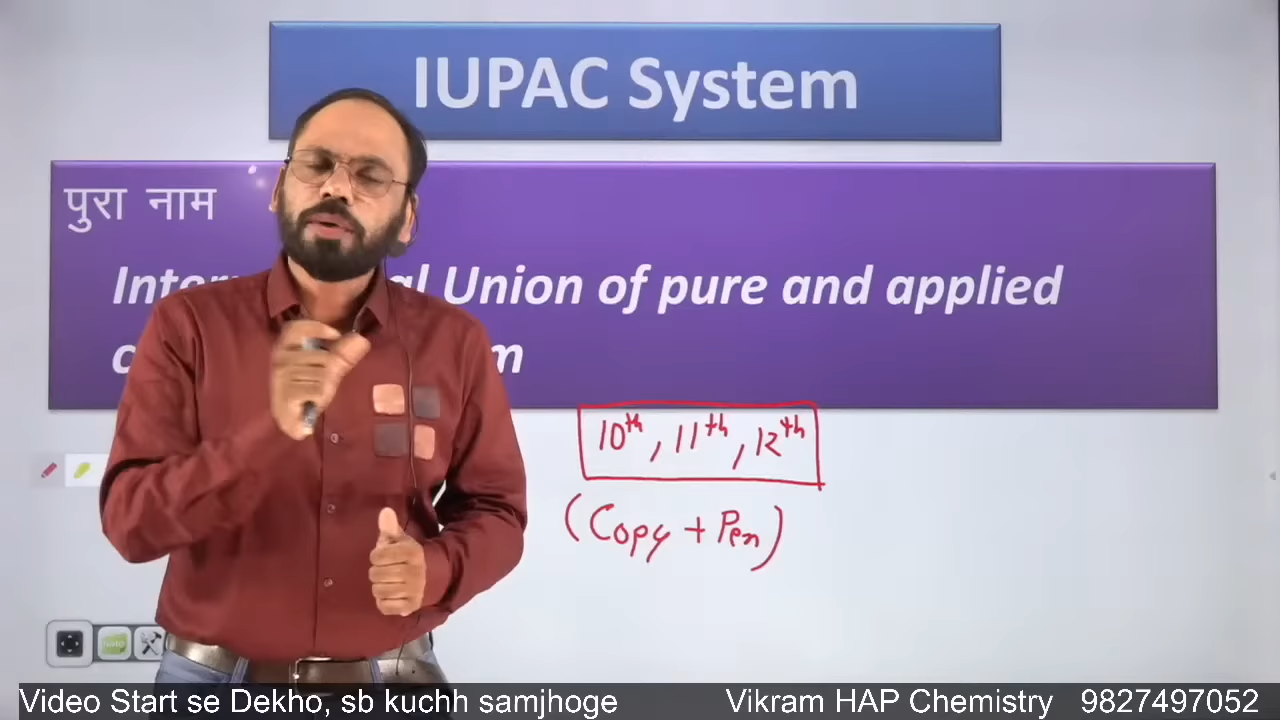 IUPAC System
पुरा नाम
Union of pure and applied
10th, 11th, 12th
(Copy + Pen)
Video Start se Dekho, sb kuchh samjhoge
Vikram HAP Chemistry 9827497052